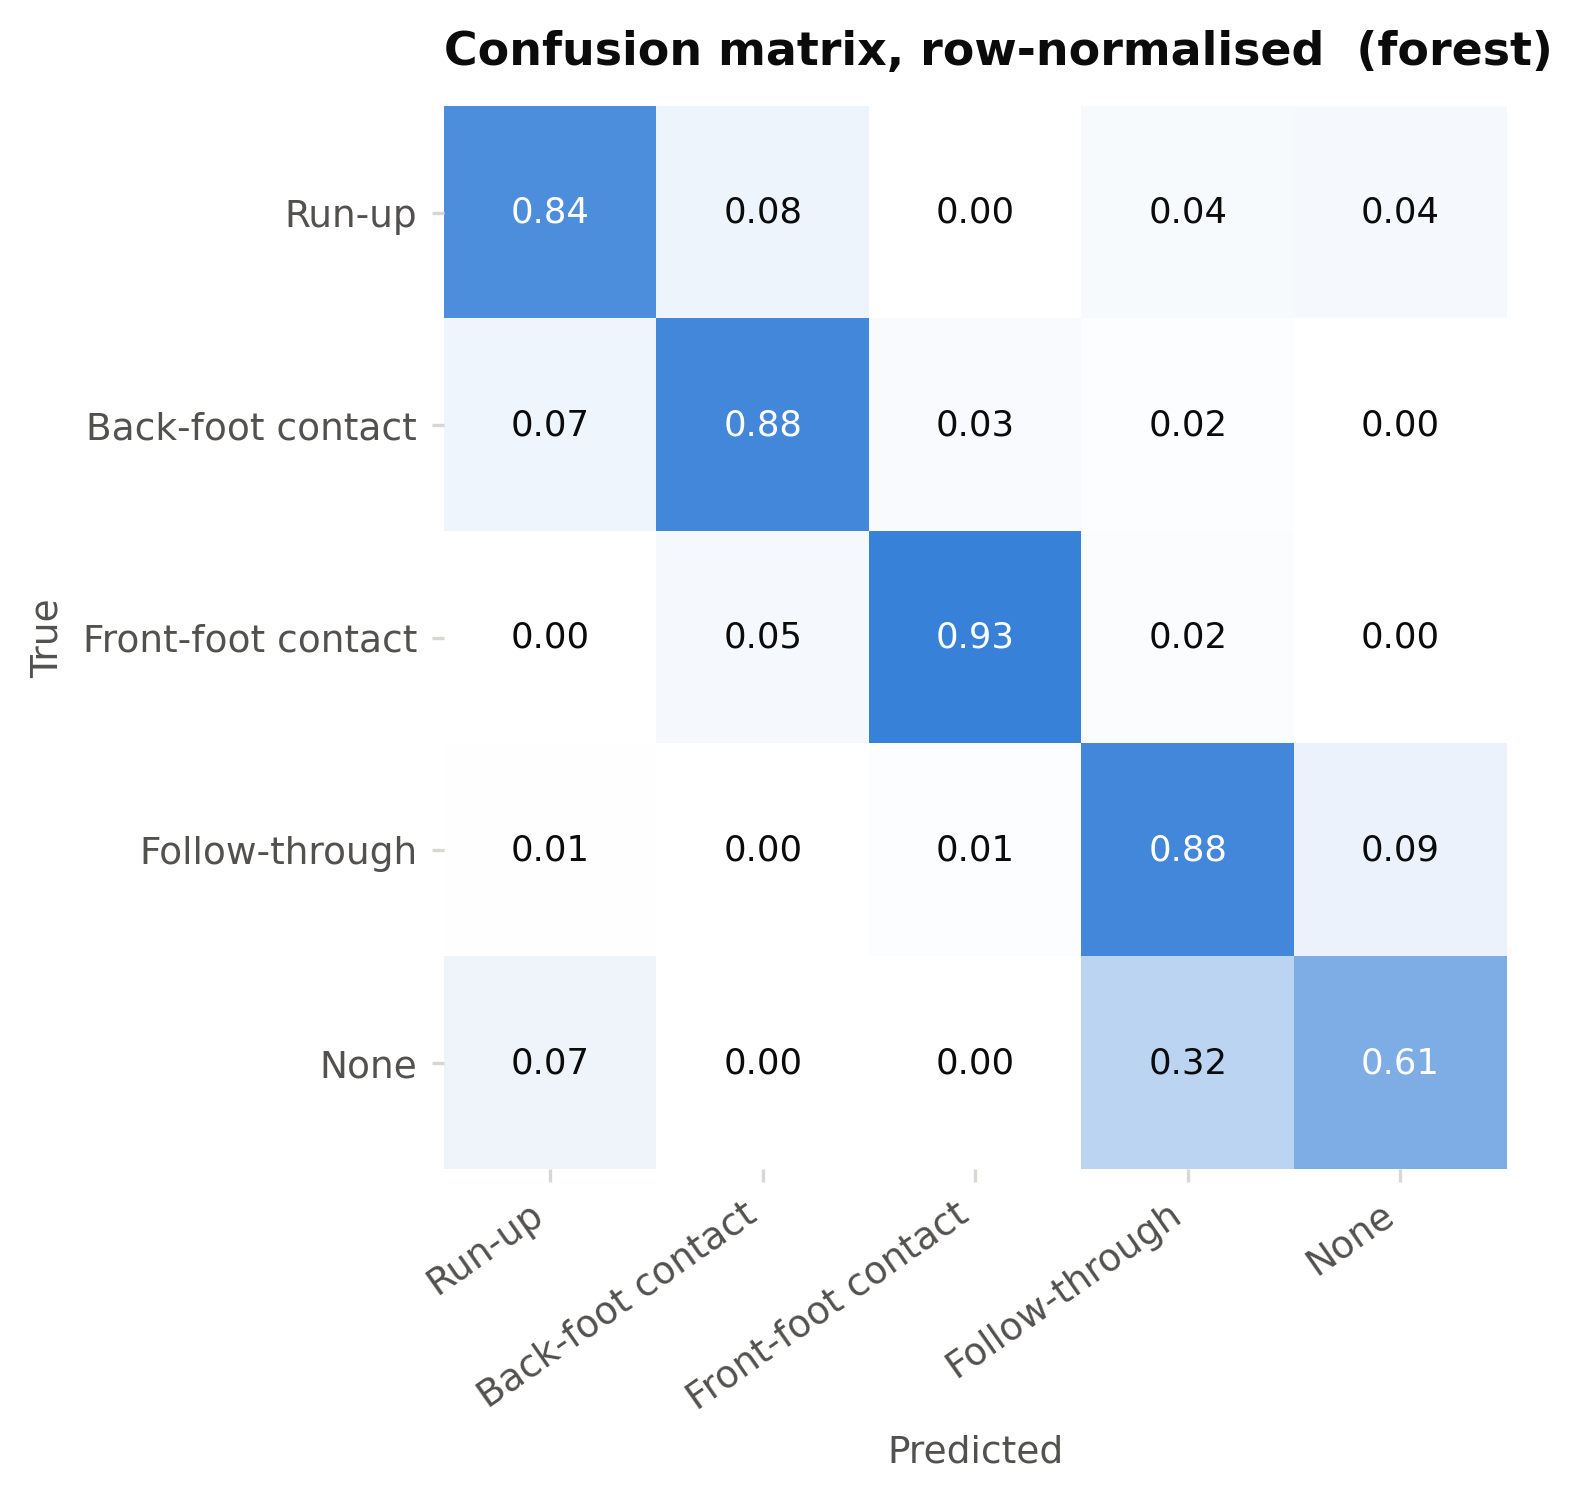 Confusion matrix, row-normalised  (forest)
True
Run-up 0.84 0.08 0.00 0.04 0.04
Back-foot contact 0.07 0.88 0.03 0.02 0.00
Front-foot contact 0.00 0.05 0.93 0.02 0.00
Follow-through 0.01 0.00 0.01 0.88 0.09
None 0.07 0.00 0.00 0.32 0.61
Run-up Back-foot contact Front-foot contact Follow-through None
Predicted